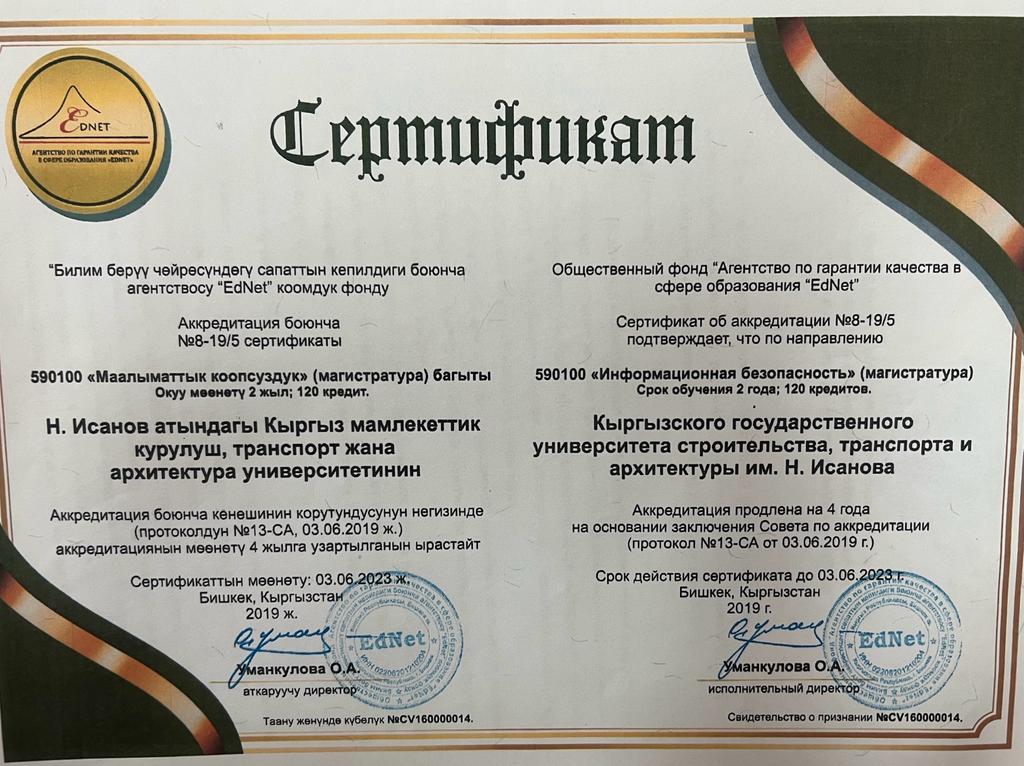 EDNET
АГЕНТСТВО ПО ГАРАНТИИ КАЧЕСТВА
В СФЕРЕ ОБРАЗОВАНИЯ «EDNET»
Сертификат
“Билим берүү чөйрөсүндөгү сапаттын кепилдиги боюнча
агентствосу “EdNet” коомдук фонду
Аккредитация боюнча
№8-19/5 сертификаты
590100 «Маалыматтык коопсуздук» (магистратура) багыты
Окуу мөөнөтү 2 жыл; 120 кредит.
Н. Исанов атындагы Кыргыз мамлекеттик
курулуш, транспорт жана
архитектура университетинин
Аккредитация боюнча кеңешинин корутундусунун негизинде
(протоколдун №13-СА, 03.06.2019 ж.)
аккредитациянын мөөнөтү 4 жылга узартылганын ырастайт
Сертификаттын мөөнөтү: 03.06.2023 ж.
Бишкек, Кыргызстан
2019 ж.
EdNet
Уманкулова О.А.
аткаруучу директор
Таану жөнүндө күбөлүк №CV160000014.
Общественный фонд “Агентство по гарантии качества в
сфере образования “EdNet”
Сертификат об аккредитации №8-19/5
подтверждает, что по направлению
590100 «Информационная безопасность» (магистратура)
Срок обучения 2 года; 120 кредитов.
Кыргызского государственного
университета строительства, транспорта и
архитектуры им. Н. Исанова
Аккредитация продлена на 4 года
на основании заключения Совета по аккредитации
(протокол №13-СА от 03.06.2019 г.)
Срок действия сертификата до 03.06.2023 г.
Бишкек, Кыргызстан
2019 г.
EdNet
Уманкулова О.А.
исполнительный директор
Свидетельство о признании №CV160000014.